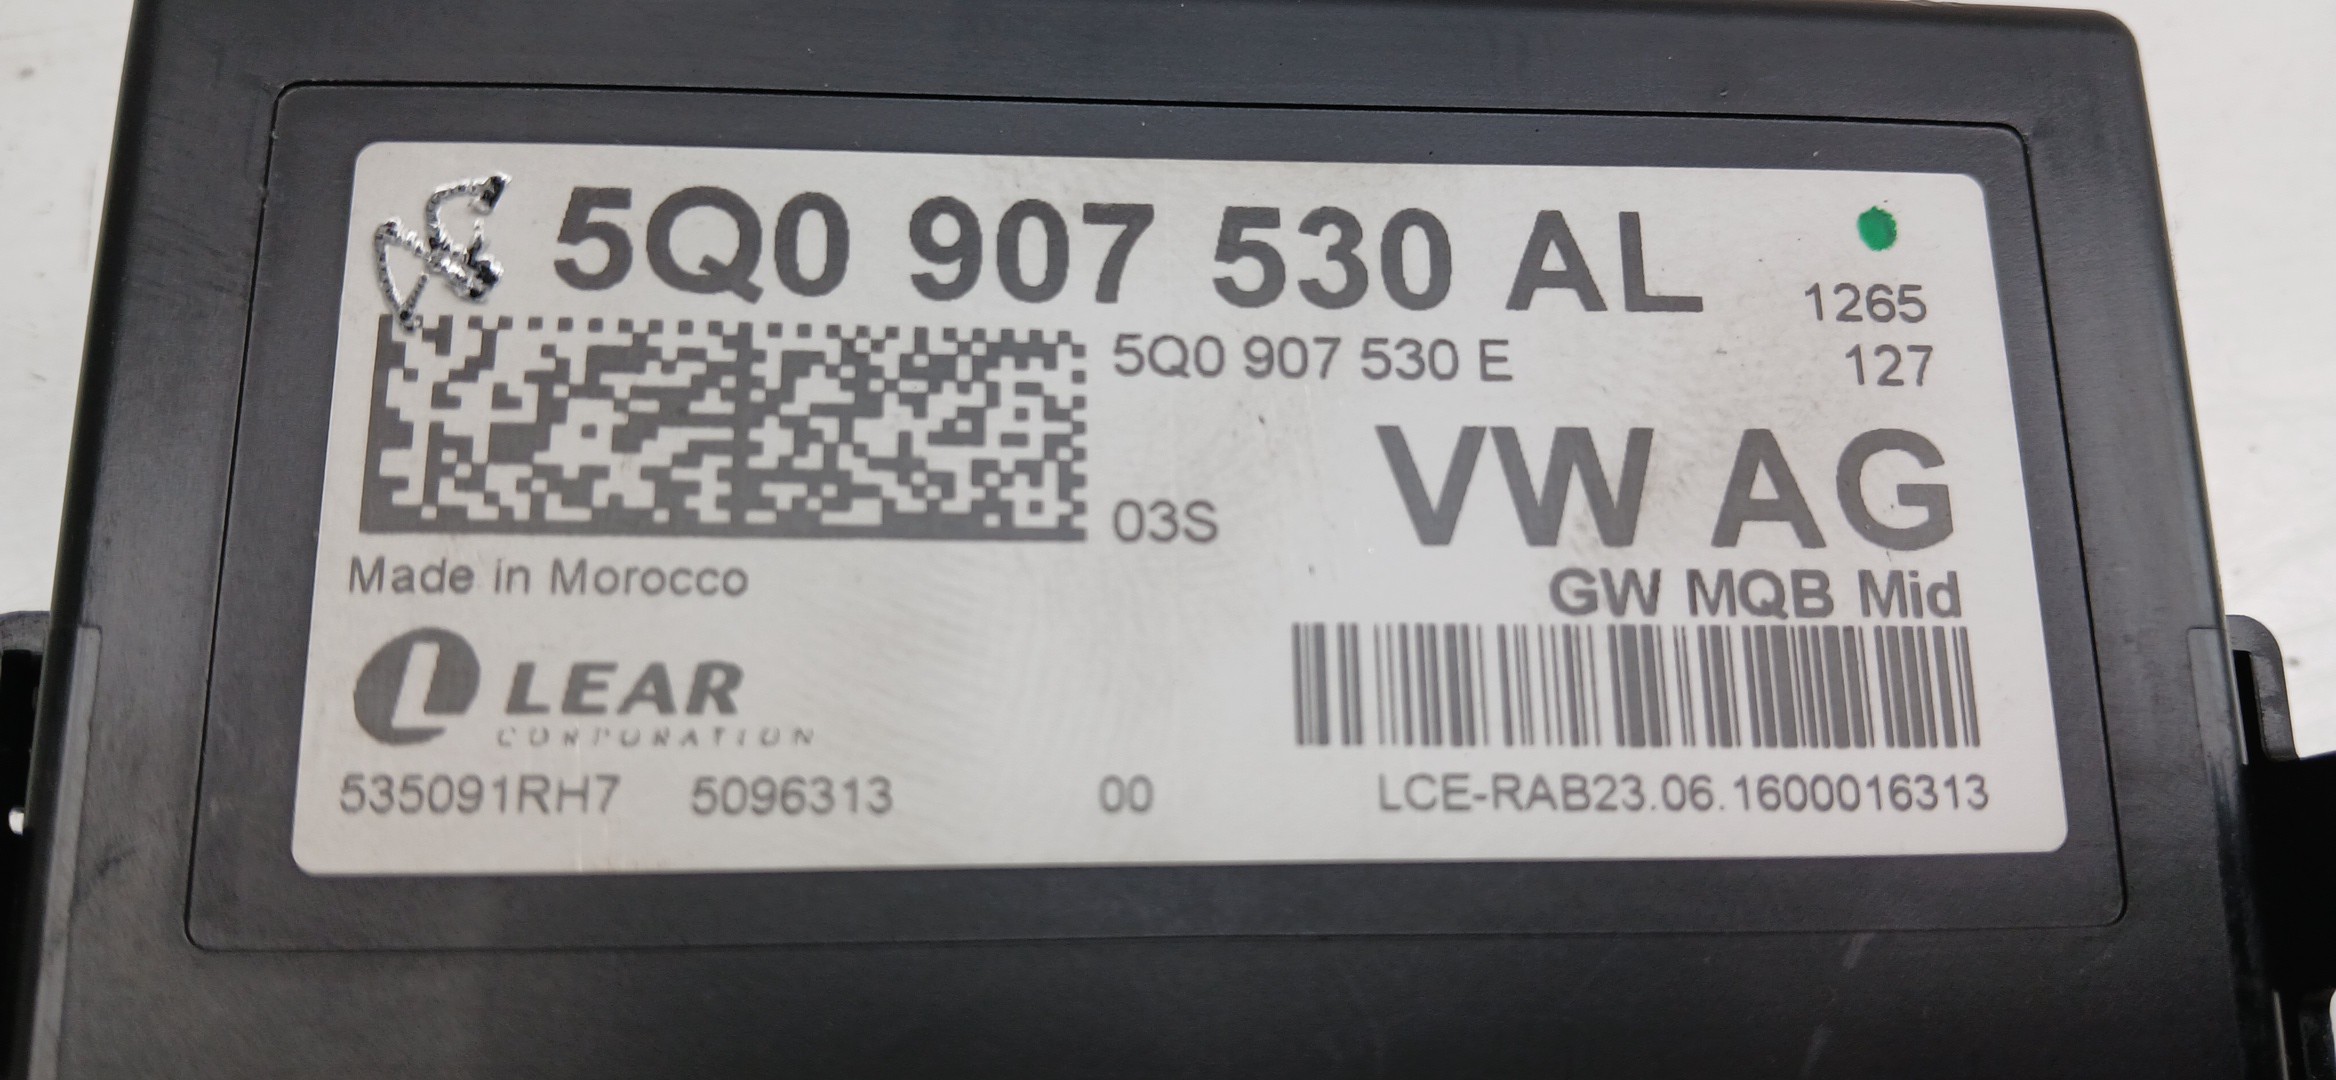 5Q0 907 530 AL
1265
5Q0 907 530 E
127
VW AG
03S
Made in Morocco
GW MQB Mid
LEAR
CORPORATION
535091RH7 5096313 00 LCE-RAB23.06.1600016313